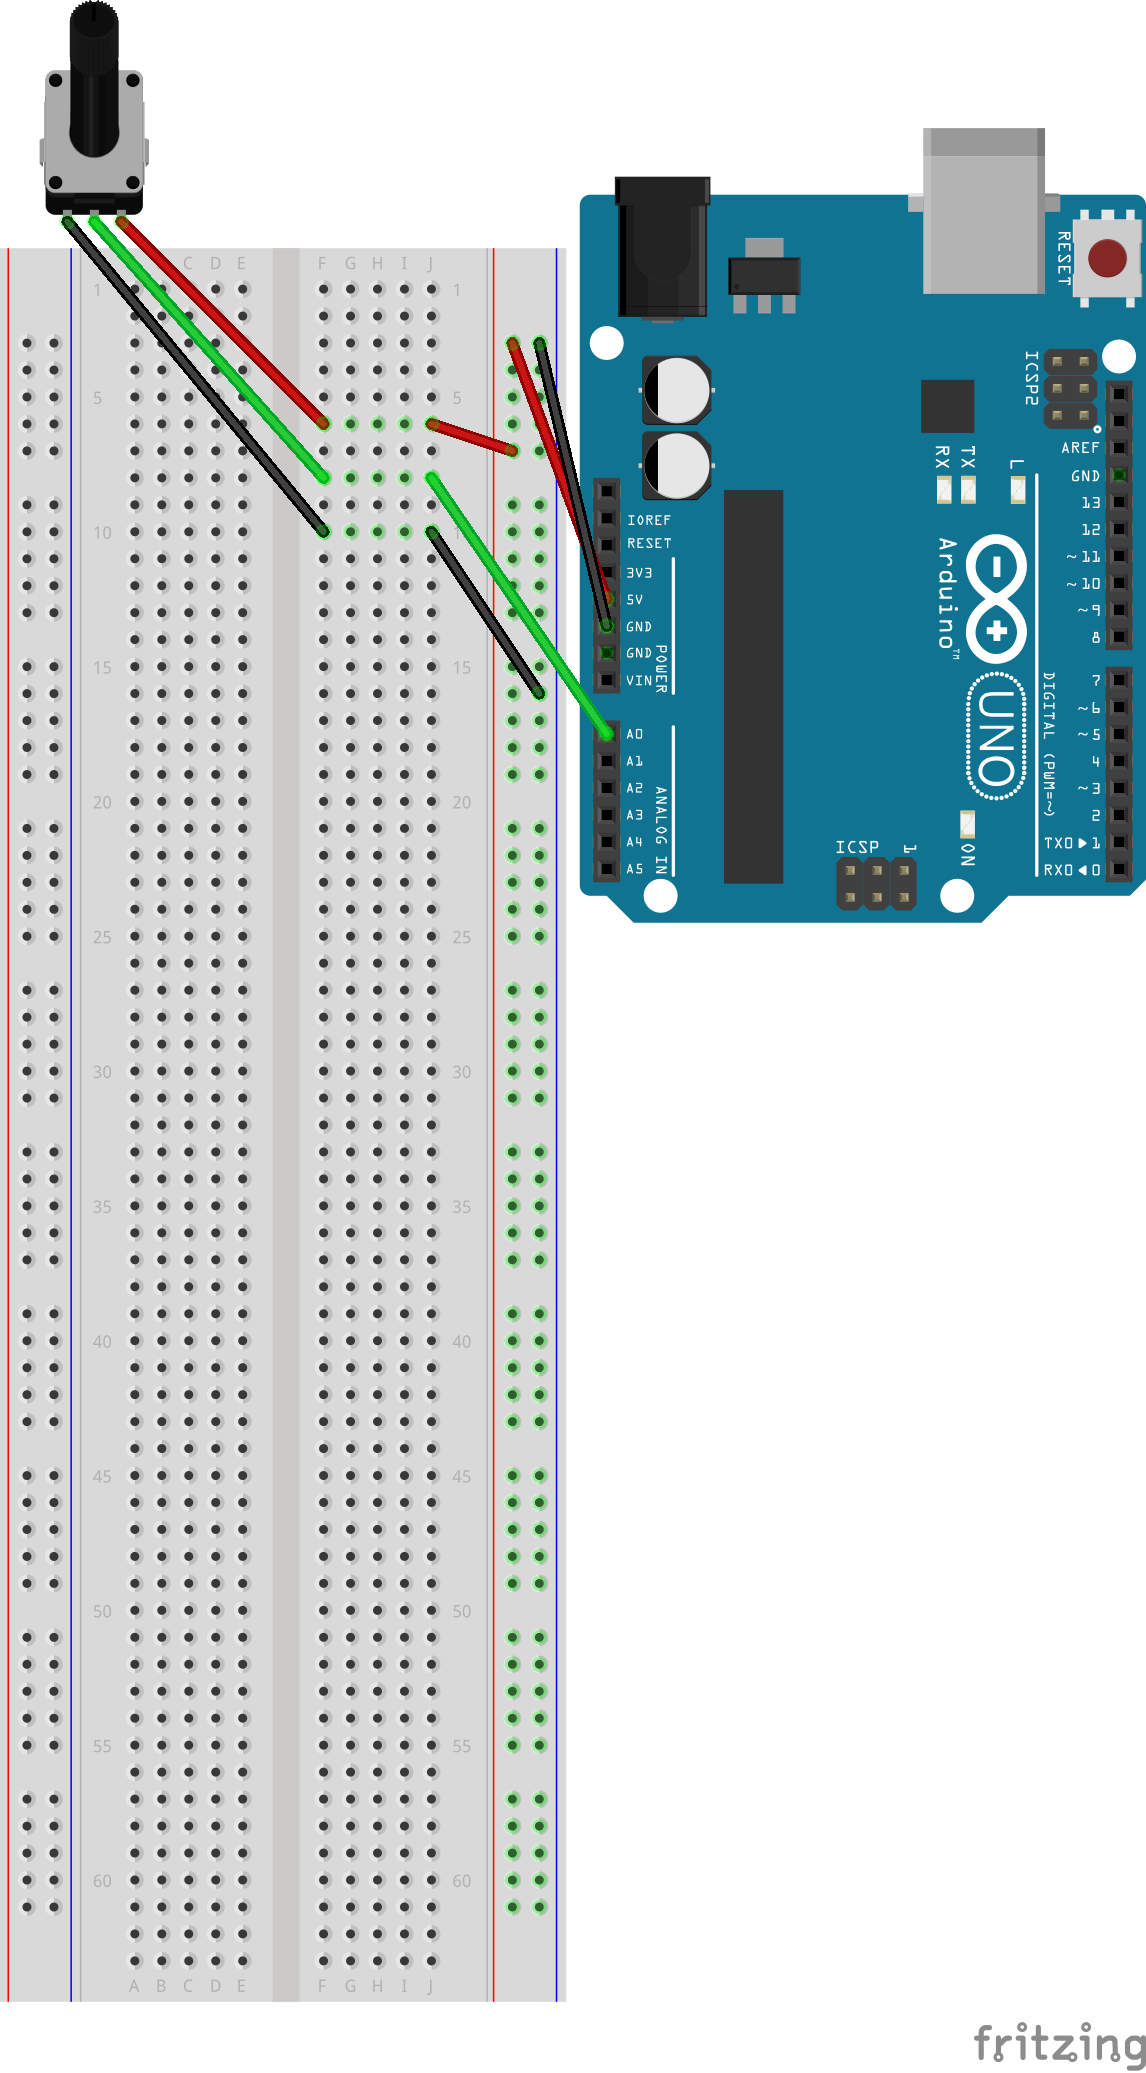 C D E F G H I J
1 1
5 5
10 1
15 15
20 20
25 25
30 30
35 35
40 40
45 45
50 50
55 55
60 60
A B C D E F G H I J
RESET
ICSP2
IOREF
RESET
3V3
5V
GND
GND
VIN
POWER
A0
A1
A2
A3
A4
A5
ANALOG IN
RX
TX
L
Arduino™
UNO
ICSP
1
ON
AREF
GND
13
12
~11
~10
~9
8
7
~6
~5
4
~3
2
TX0▶1
RX0◀0
DIGITAL (PWM=~)
fritzing